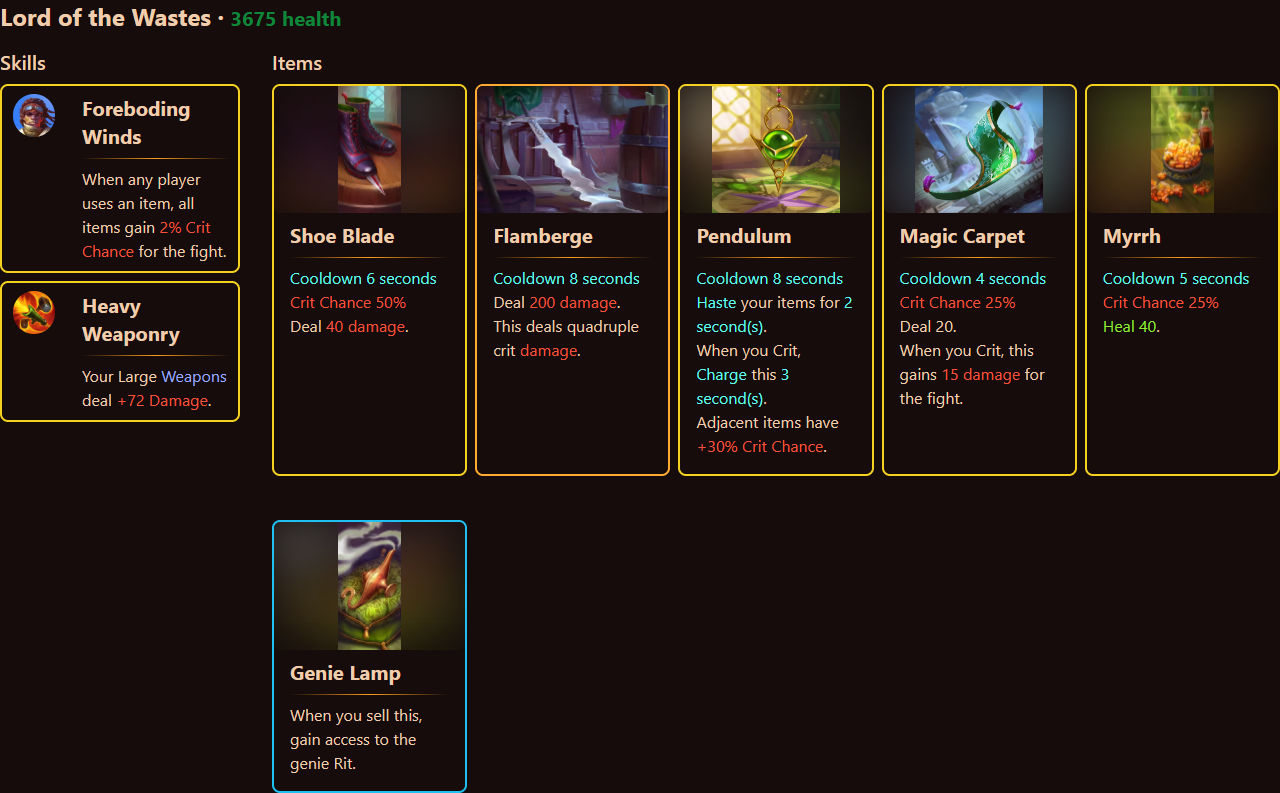 Lord of the Wastes · 3675 health
Skills
Foreboding
Winds
When any player
uses an item, all
items gain 2% Crit
Chance for the fight.
Heavy
Weaponry
Your Large Weapons
deal +72 Damage.
Items
Shoe Blade
Cooldown 6 seconds
Crit Chance 50%
Deal 40 damage.
Flamberge
Cooldown 8 seconds
Deal 200 damage.
This deals quadruple
crit damage.
Pendulum
Cooldown 8 seconds
Haste your items for 2
second(s).
When you Crit,
Charge this 3
second(s).
Adjacent items have
+30% Crit Chance.
Magic Carpet
Cooldown 4 seconds
Crit Chance 25%
Deal 20.
When you Crit, this
gains 15 damage for
the fight.
Myrrh
Cooldown 5 seconds
Crit Chance 25%
Heal 40.
Genie Lamp
When you sell this,
gain access to the
genie Rit.